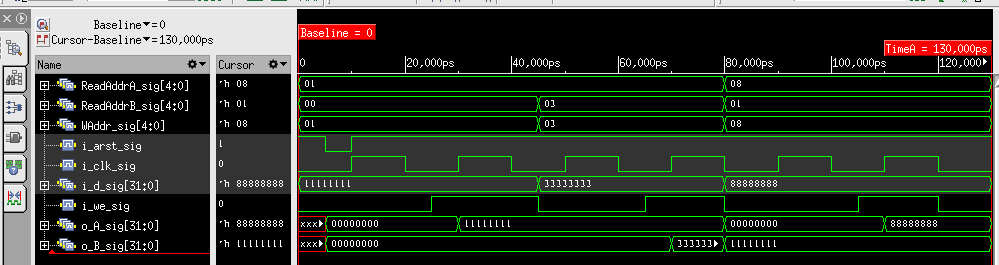 Baseline▼=0
Cursor-Baseline▼=130,000ps
Baseline = 0
TimeA = 130,000ps
Name Cursor 0 20,000ps 40,000ps 60,000ps 80,000ps 100,000ps 120,000
ReadAddrA_sig[4:0] 'h 08 01 08
ReadAddrB_sig[4:0] 'h 01 00 03 01
WAddr_sig[4:0] 'h 08 01 03 08
i_arst_sig 1
i_clk_sig 0
i_d_sig[31:0] 'h 88888888 11111111 33333333 88888888
i_we_sig 0
o_A_sig[31:0] 'h 88888888 xxx 00000000 11111111 00000000 88888888
o_B_sig[31:0] 'h 11111111 xxx 00000000 333333 11111111